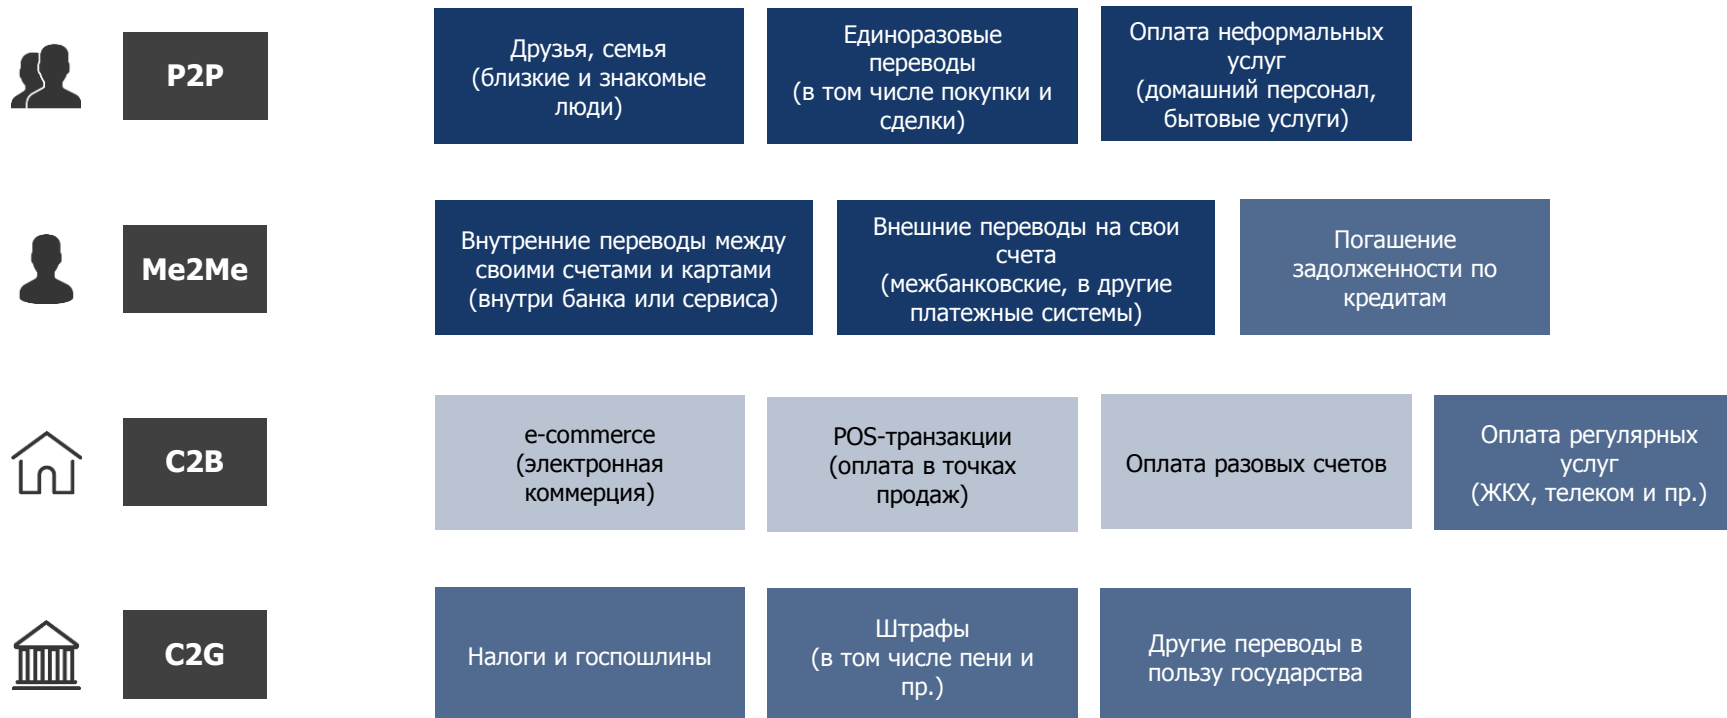 P2P
Друзья, семья
(близкие и знакомые
люди)
Единоразовые
переводы
(в том числе покупки и
сделки)
Оплата неформальных
услуг
(домашний персонал,
бытовые услуги)
Me2Me
Внутренние переводы между
своими счетами и картами
(внутри банка или сервиса)
Внешние переводы на свои
счета
(межбанковские, в другие
платежные системы)
Погашение
задолженности по
кредитам
C2B
e-commerce
(электронная
коммерция)
POS-транзакции
(оплата в точках
продаж)
Оплата разовых счетов
Оплата регулярных
услуг
(ЖКХ, телеком и пр.)
C2G
Налоги и госпошлины
Штрафы
(в том числе пени и
пр.)
Другие переводы в
пользу государства